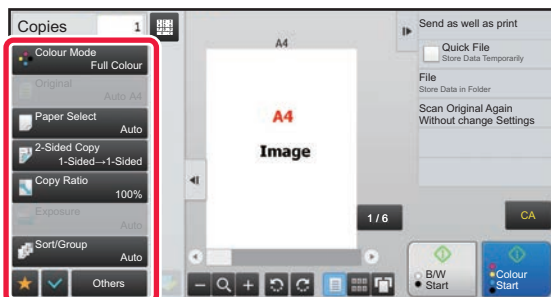 Copies 1
Colour Mode
Full Colour
Original
Auto A4
Paper Select
Auto
2-Sided Copy
1-Sided→1-Sided
Copy Ratio
100%
Exposure
Auto
Sort/Group
Auto
Others
A4
A4
Image
1 / 6
Send as well as print
Quick File
Store Data Temporarily
File
Store Data in Folder
Scan Original Again
Without change Settings
CA
B/W
Start
Colour
Start